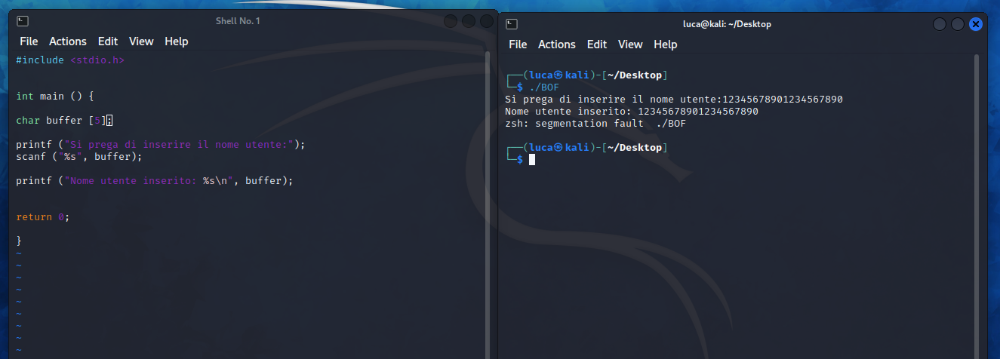 Shell No. 1
File Actions Edit View Help
#include <stdio.h>
int main () {
char buffer [5];
printf ("Si prega di inserire il nome utente:");
scanf ("%s", buffer);
printf ("Nome utente inserito: %s\n", buffer);
return 0;
}
~
~
~
~
~
~
~
~
~
luca@kali: ~/Desktop
File Actions Edit View Help
┌──(luca㉿kali)-[~/Desktop]
└─$ ./BOF
Si prega di inserire il nome utente:12345678901234567890
Nome utente inserito: 12345678901234567890
zsh: segmentation fault  ./BOF
┌──(luca㉿kali)-[~/Desktop]
└─$